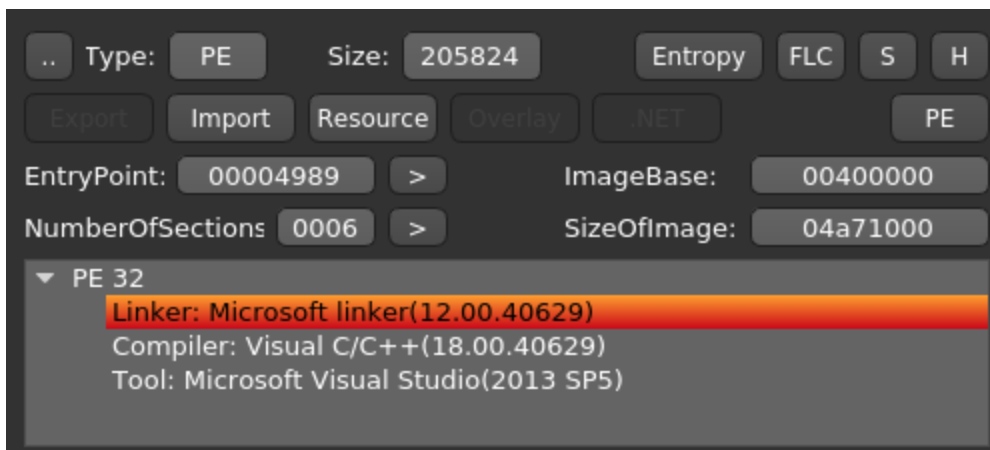 .. Type: PE Size: 205824 Entropy FLC S H
Export Import Resource Overlay .NET PE
EntryPoint: 00004989 > ImageBase: 00400000
NumberOfSections 0006 > SizeOfImage: 04a71000
PE 32
Linker: Microsoft linker(12.00.40629)
Compiler: Visual C/C++(18.00.40629)
Tool: Microsoft Visual Studio(2013 SP5)